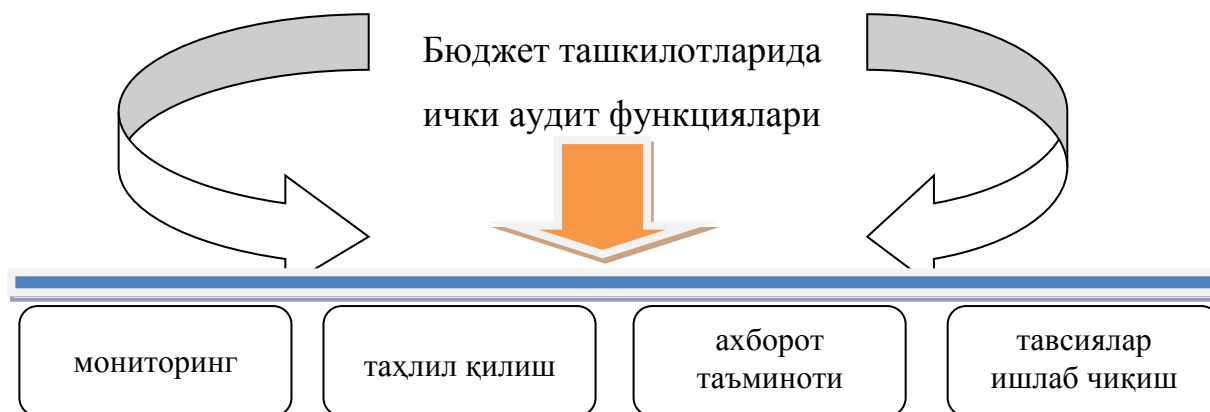 Бюджет ташкилотларида
ички аудит функциялари
мониторинг
таҳлил қилиш
ахборот
таъминоти
тавсиялар
ишлаб чиқиш